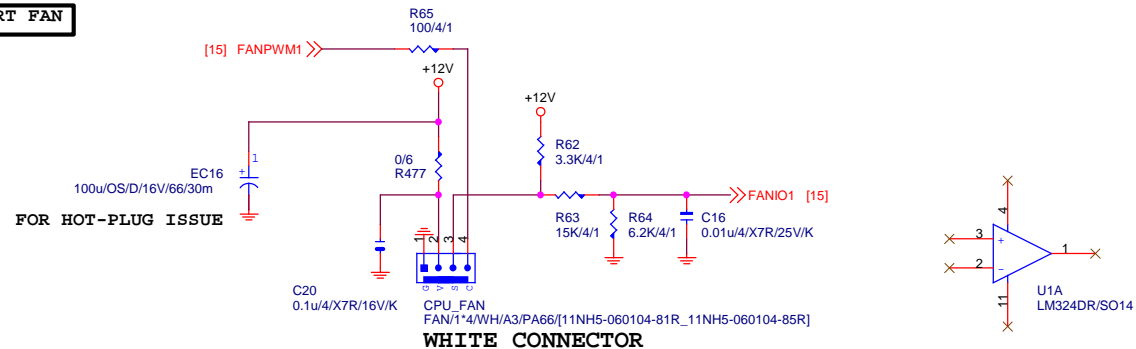 RT FAN
R65
100/4/1
[15] FANPWM1
+12V
+12V
R62
3.3K/4/1
0/6
R477
1
+
EC16
100u/OS/D/16V/66/30m
FANIO1 [15]
R63
15K/4/1
R64
6.2K/4/1
C16
0.01u/4/X7R/25V/K
FOR HOT-PLUG ISSUE
1 2 3 4
G V S C
C20
0.1u/4/X7R/16V/K
CPU_FAN
FAN/1*4/WH/A3/PA66/[11NH5-060104-81R_11NH5-060104-85R]
WHITE CONNECTOR
4
3
+
1
2
-
11
U1A
LM324DR/SO14